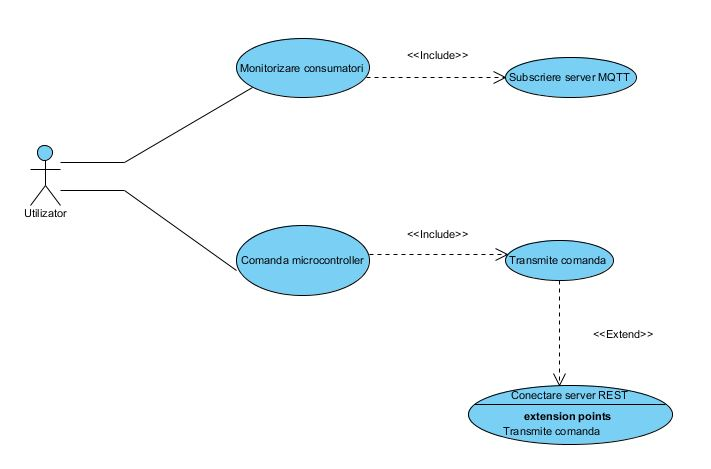 <<Include>>
Monitorizare consumatori
Subscriere server MQTT
Utilizator
<<Include>>
Comanda microcontroller
Transmite comanda
<<Extend>>
Conectare server REST
extension points
Transmite comanda